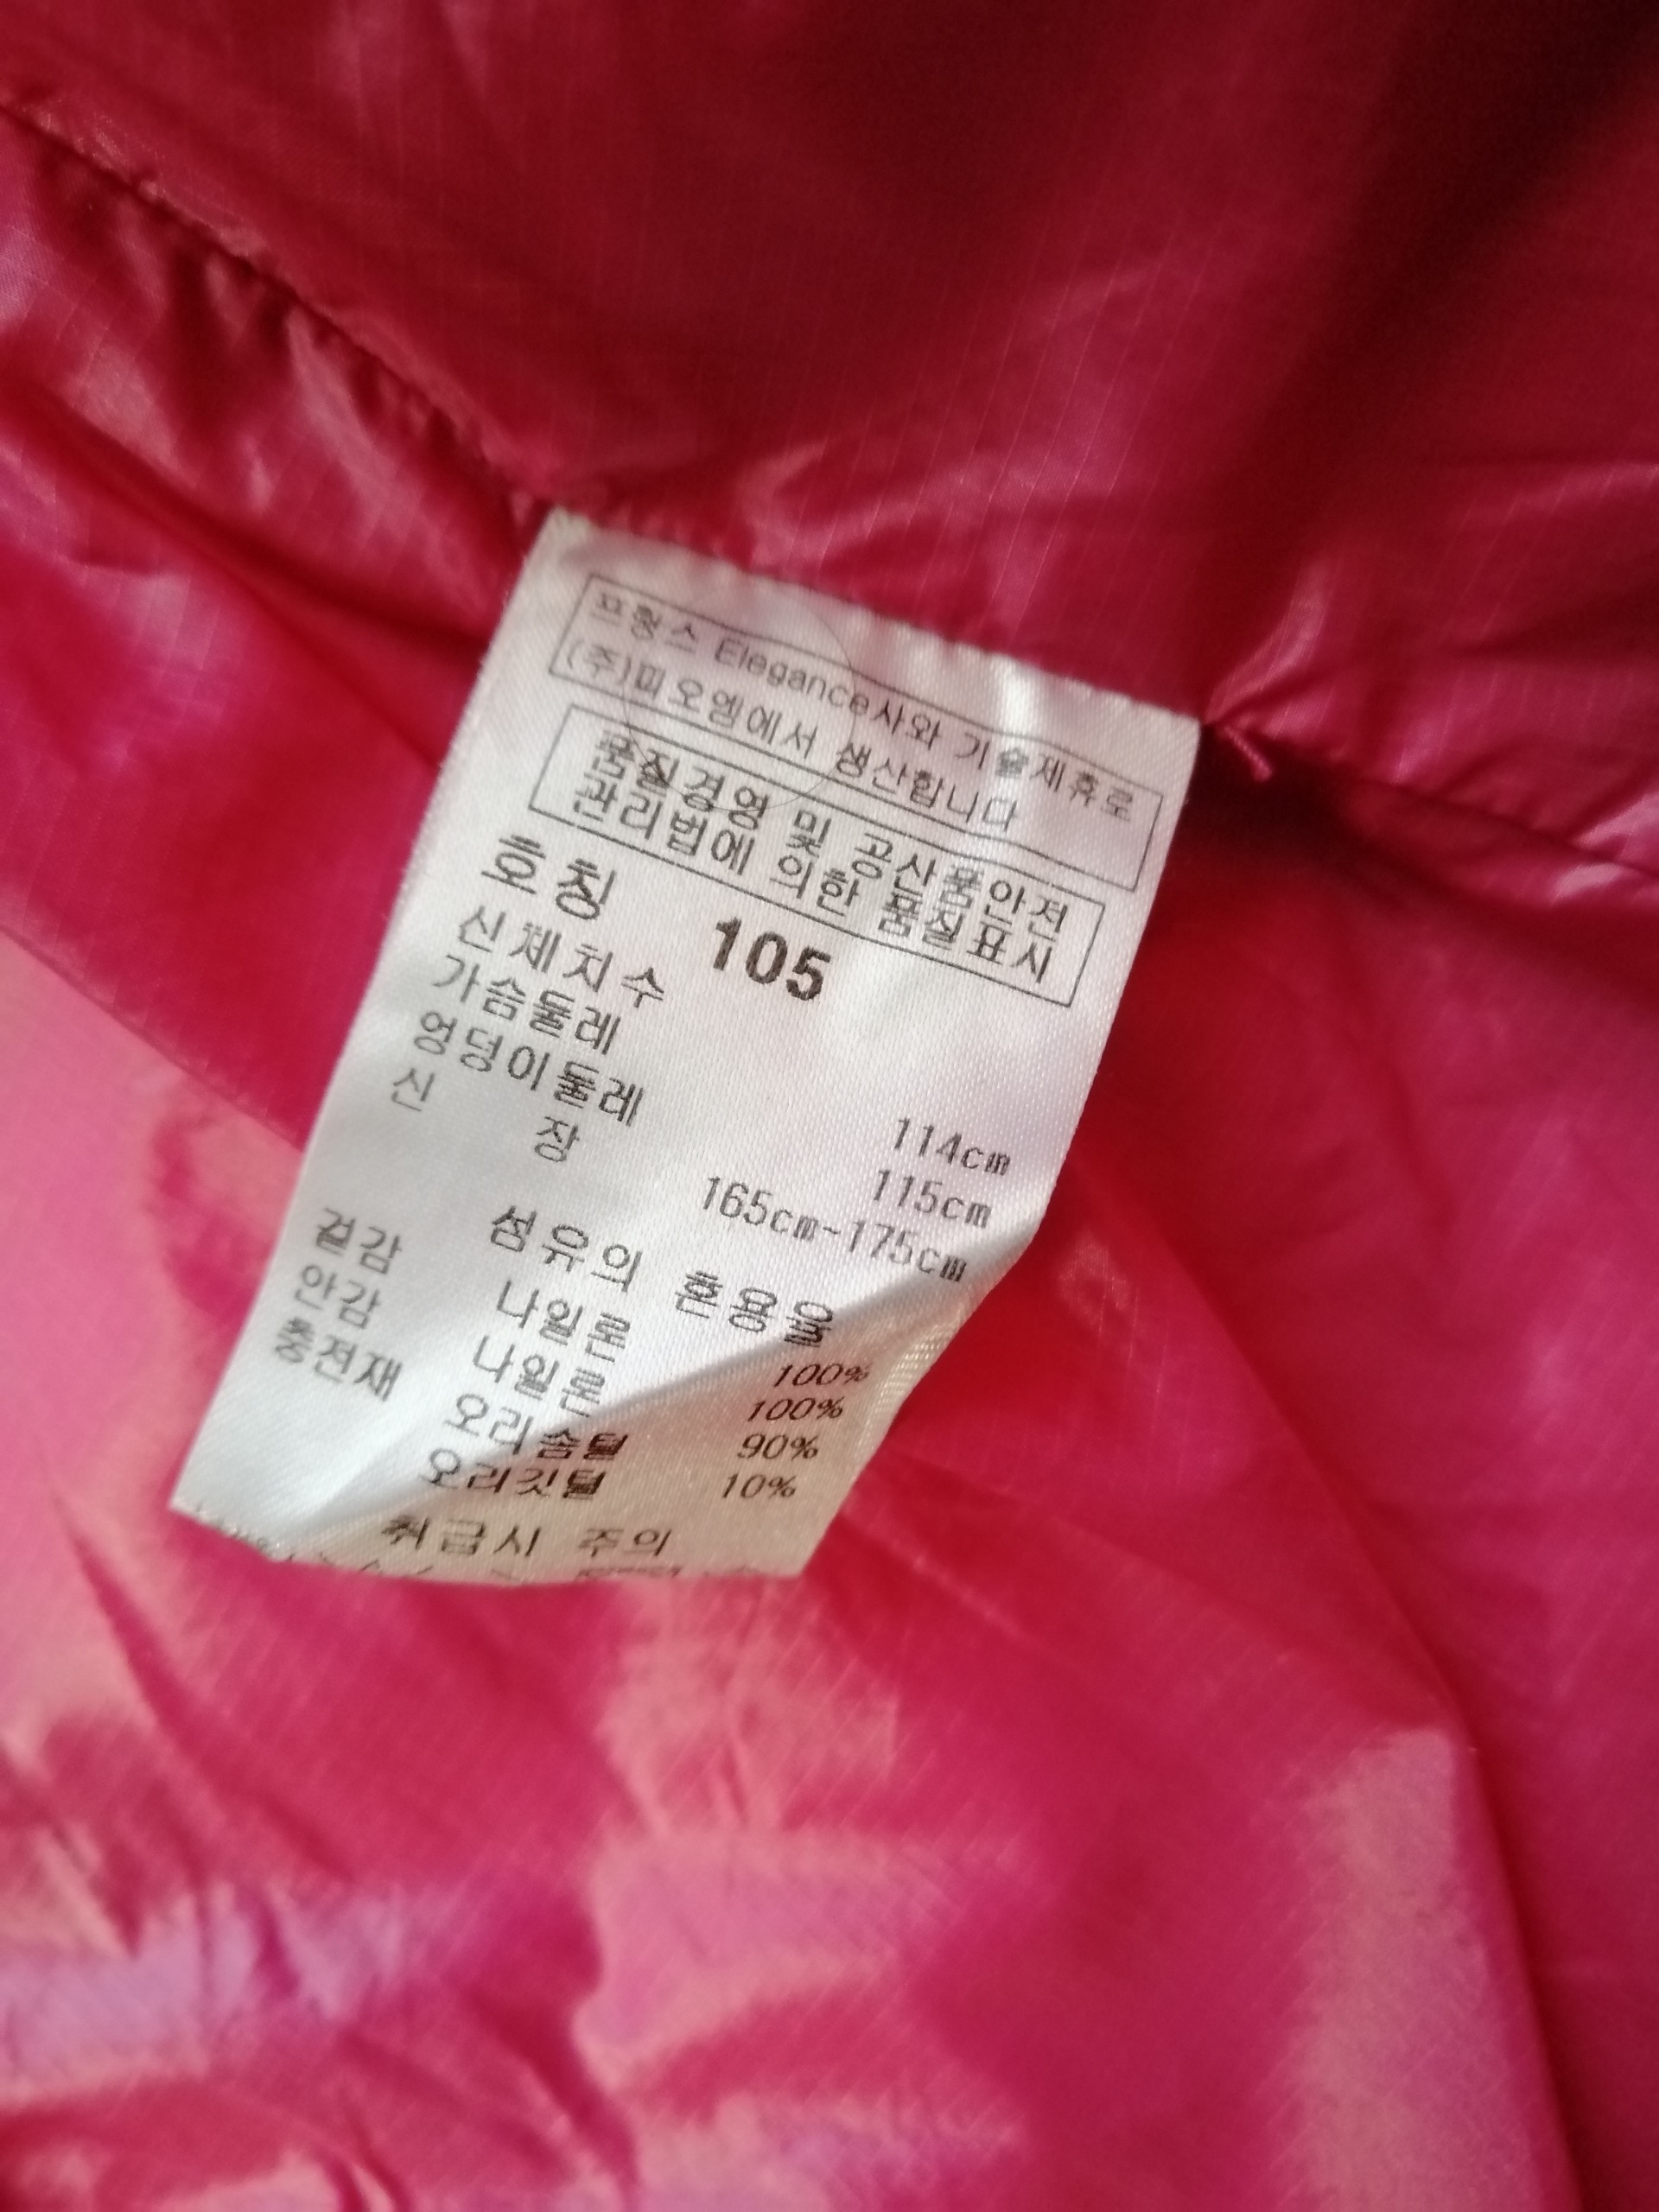 프랑스 Elegance사와 기술제휴로
(주)피오엠에서 생산합니다
품질경영 및 공산품안전
관리법에 의한 품질표시
호칭 105
신체치수
가슴둘레 114cm
엉덩이둘레 115cm
신 장 165cm~175cm
섬유의 혼용율
겉감 나일론 100%
안감 나일론 100%
충전재 오리솜털 90%
오리깃털 10%
취급시 주의